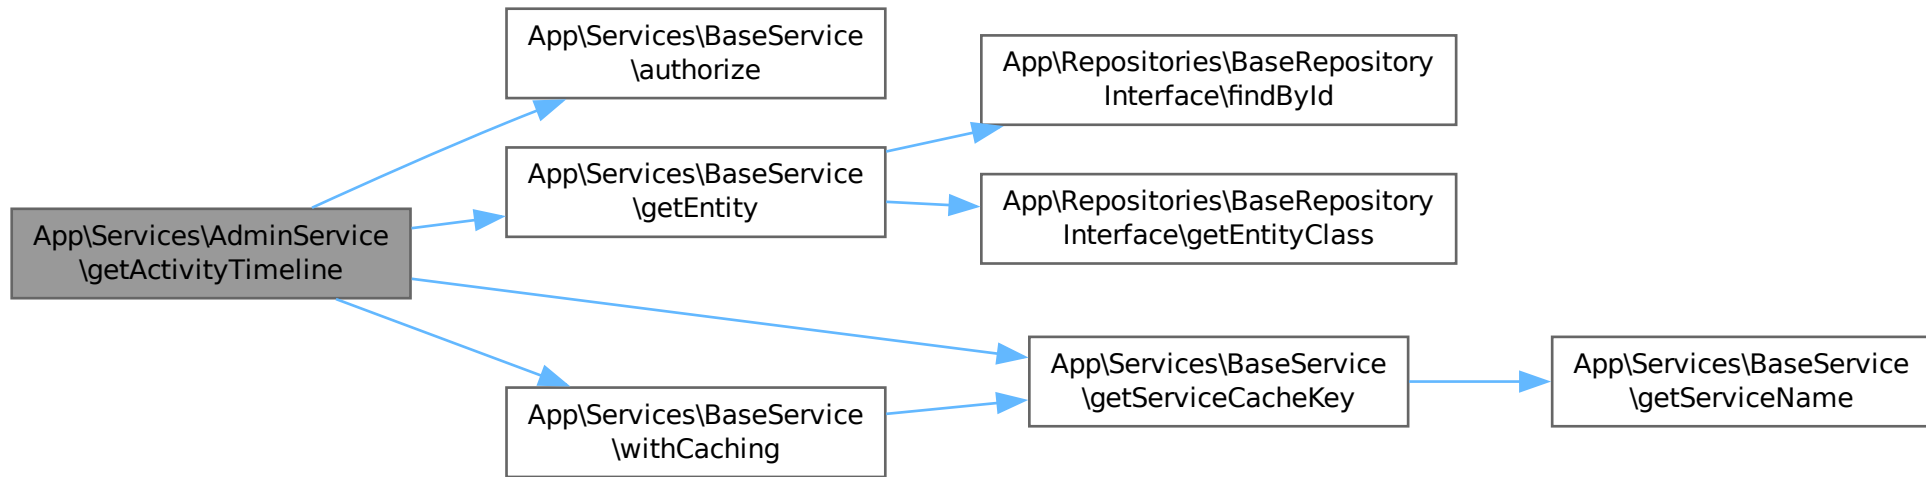 App\Services\BaseService
\authorize
App\Repositories\BaseRepository
Interface\findById
App\Services\BaseService
\getEntity
App\Repositories\BaseRepository
Interface\getEntityClass
App\Services\AdminService
\getActivityTimeline
App\Services\BaseService
\getServiceCacheKey
App\Services\BaseService
\getServiceName
App\Services\BaseService
\withCaching